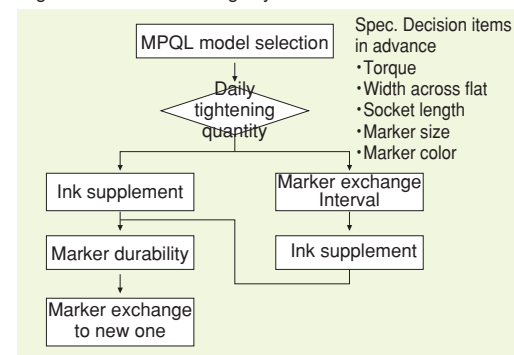 MPQL model selection
Spec. Decision items
in advance
・Torque
・Width across flat
・Socket length
・Marker size
・Marker color
Daily
tightening
quantity
Ink supplement
Marker exchange
Interval
Marker durability
Ink supplement
Marker exchange
to new one